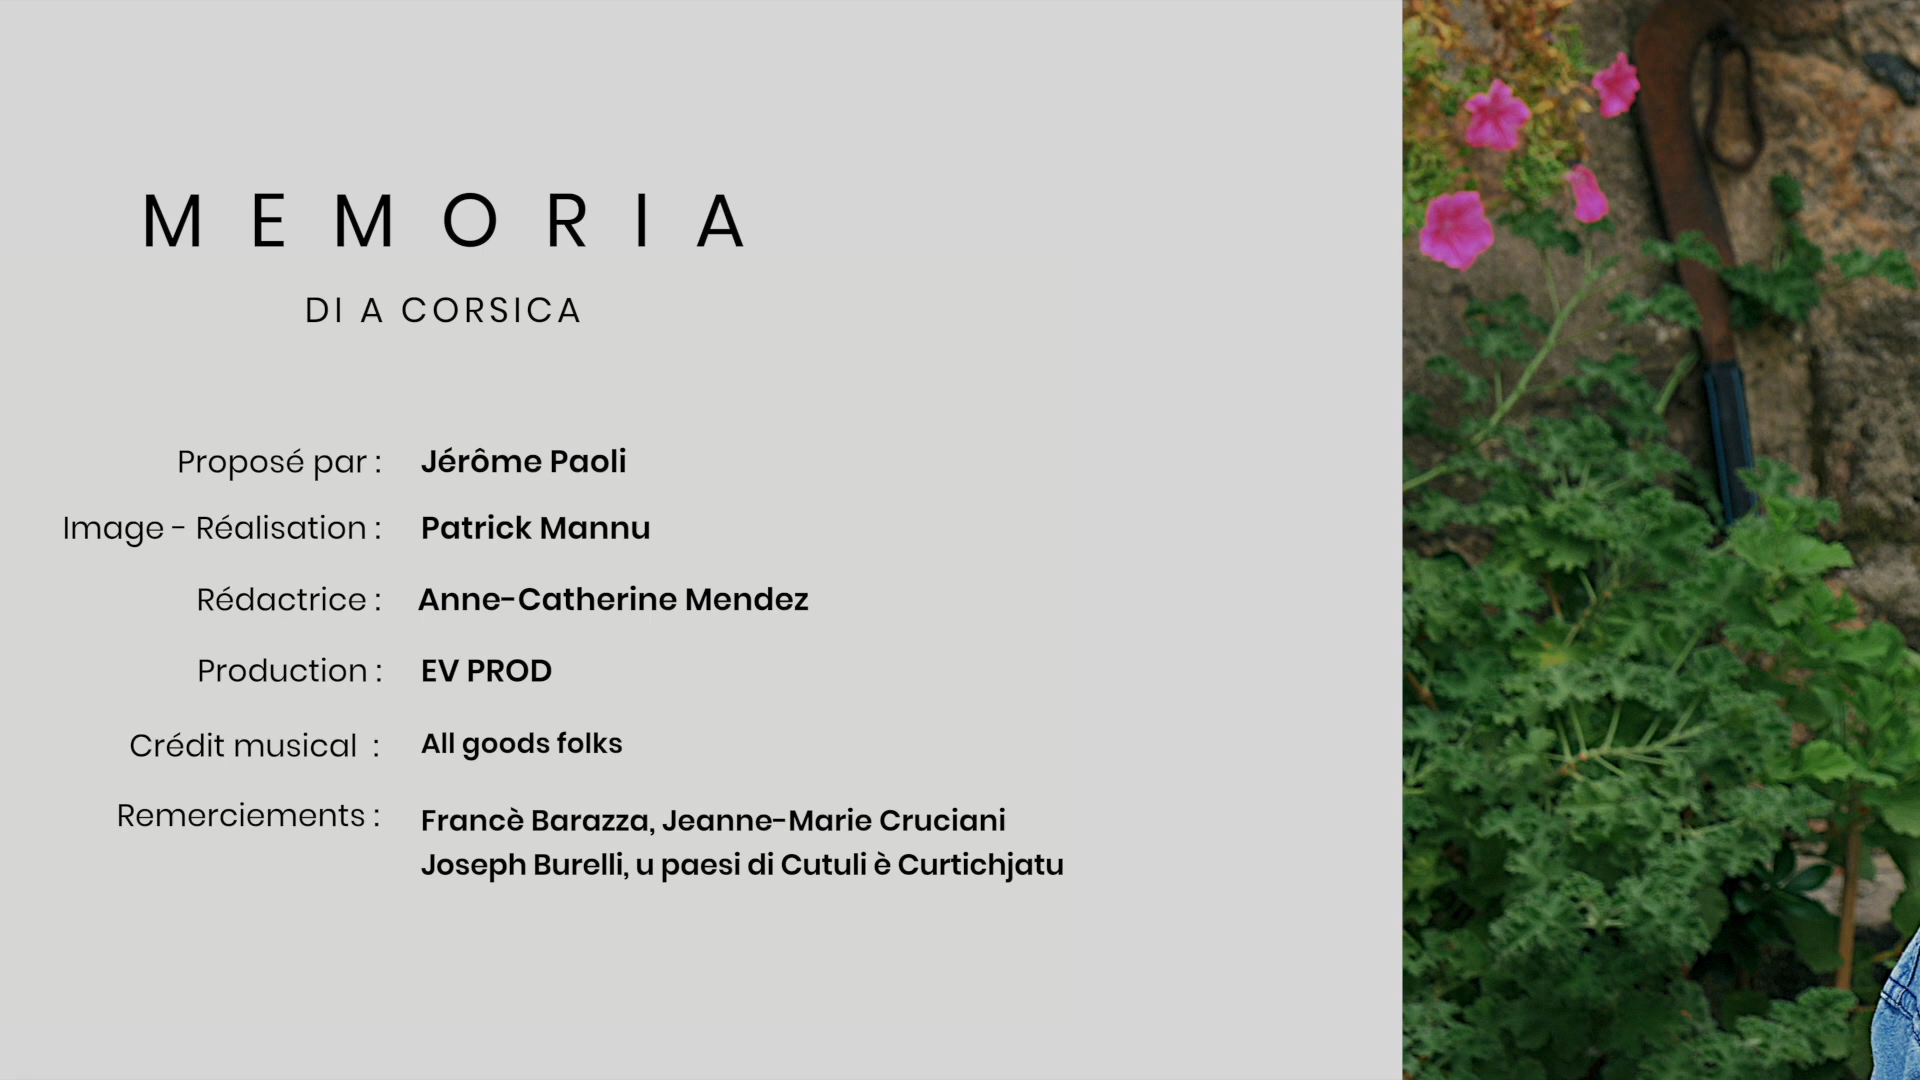 MEMORIA
DI A CORSICA
Proposé par : Jérôme Paoli
Image - Réalisation : Patrick Mannu
Rédactrice : Anne-Catherine Mendez
Production : EV PROD
Crédit musical : All goods folks
Remerciements : Francè Barazza, Jeanne-Marie Cruciani
Joseph Burelli, u paesi di Cutuli è Curtichjatu